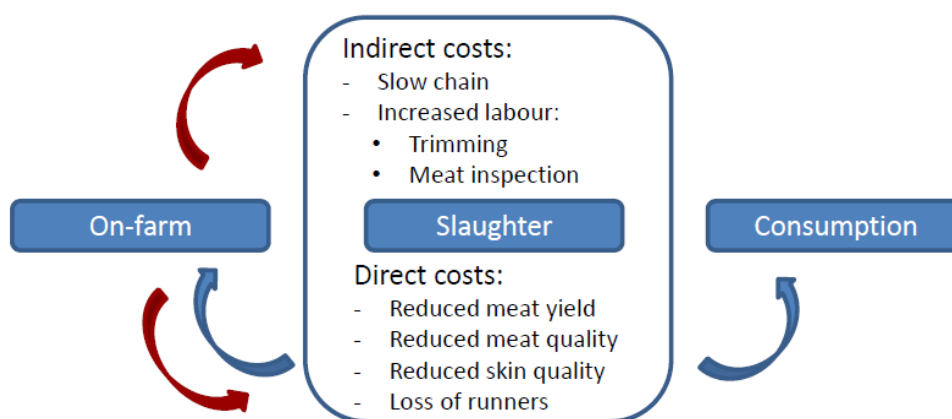 Indirect costs:
- Slow chain
- Increased labour:
• Trimming
• Meat inspection
On-farm
Slaughter
Consumption
Direct costs:
- Reduced meat yield
- Reduced meat quality
- Reduced skin quality
- Loss of runners